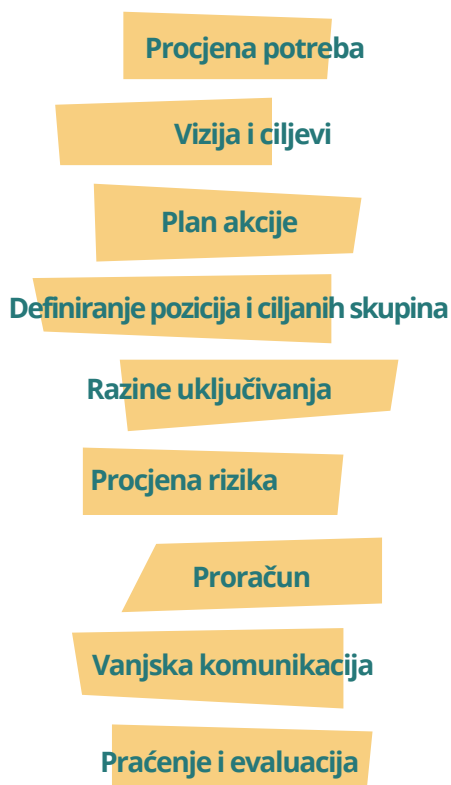 Procjena potreba
Vizija i ciljevi
Plan akcije
Definiranje pozicija i ciljanih skupina
Razine uključivanja
Procjena rizika
Proračun
Vanjska komunikacija
Praćenje i evaluacija